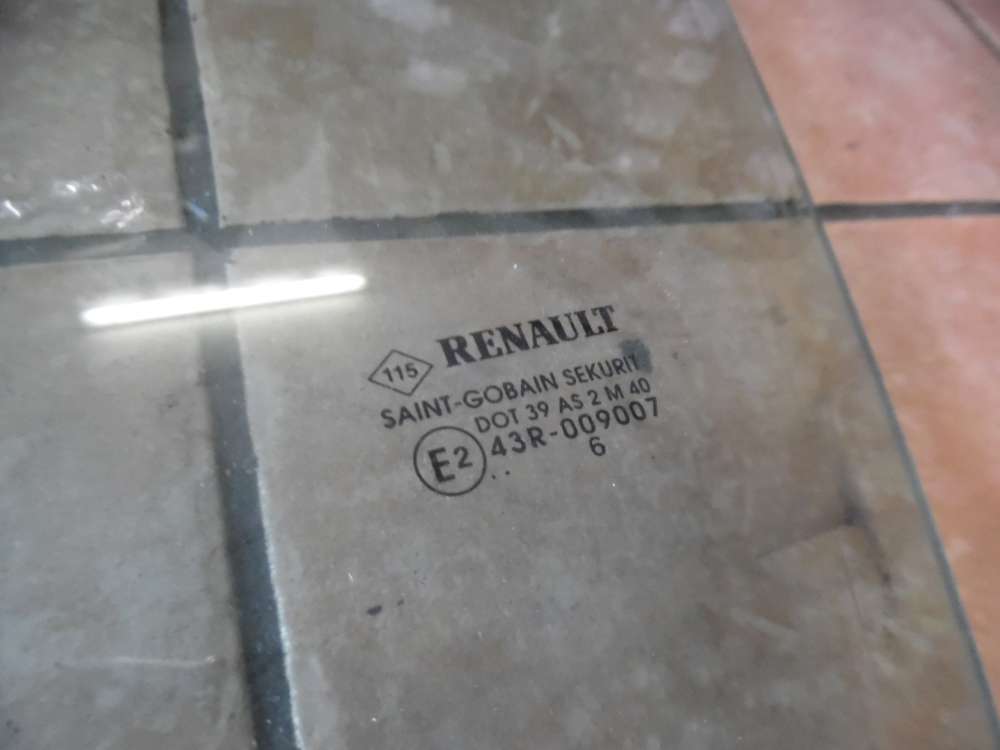 115 RENAULT
SAINT-GOBAIN SEKURIT
DOT 39 AS 2 M 40
E2 43R-009007
.. 6